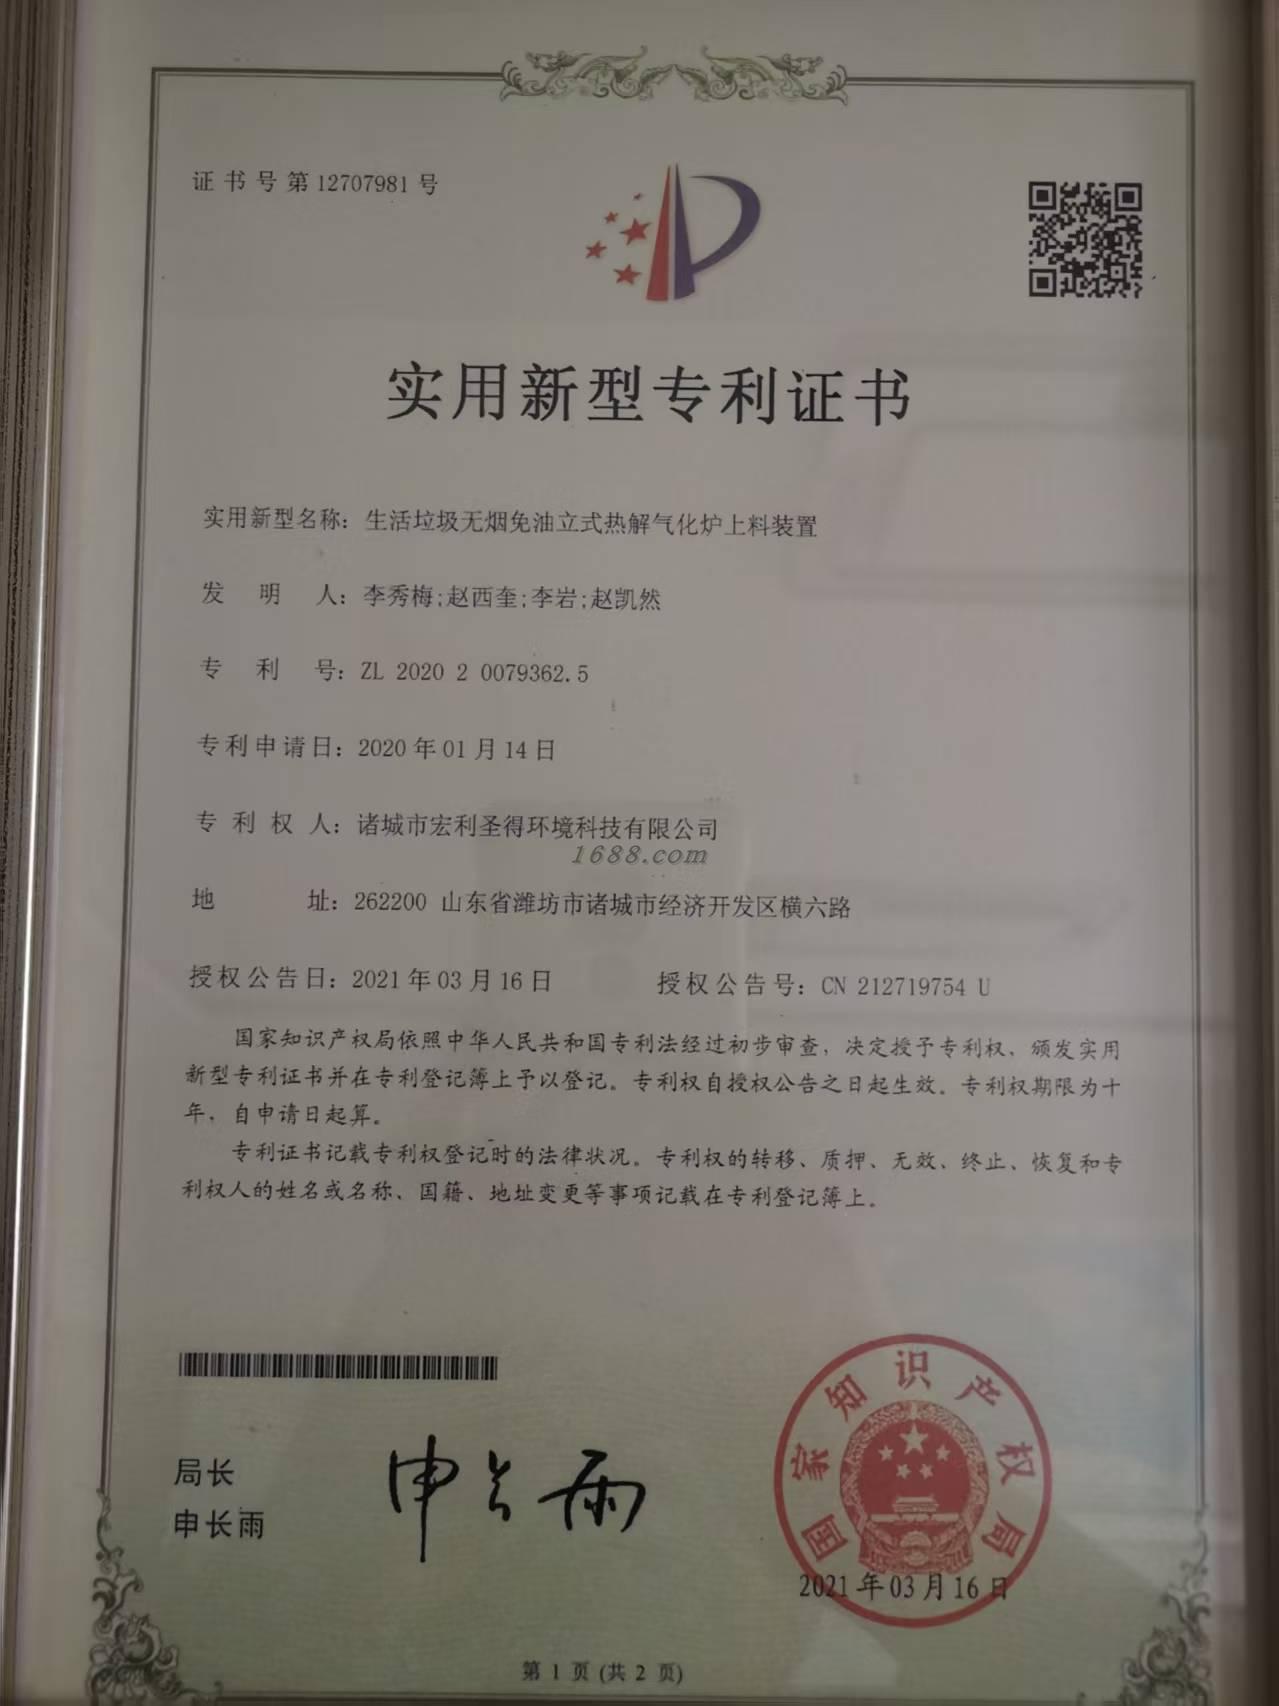 证书号第12707981号
实用新型专利证书
实用新型名称：生活垃圾无烟免油立式热解气化炉上料装置
发明人：李秀梅;赵西奎;李岩;赵凯然
专利号：ZL 2020 2 0079362.5
专利申请日：2020年01月14日
专利权人：诸城市宏利圣得环境科技有限公司
1688.com
地址：262200 山东省潍坊市诸城市经济开发区横六路
授权公告日：2021年03月16日 授权公告号：CN 212719754 U
国家知识产权局依照中华人民共和国专利法经过初步审查，决定授予专利权，颁发实用
新型专利证书并在专利登记簿上予以登记。专利权自授权公告之日起生效。专利权期限为十
年，自申请日起算。
专利证书记载专利权登记时的法律状况。专利权的转移、质押、无效、终止、恢复和专
利权人的姓名或名称、国籍、地址变更等事项记载在专利登记簿上。
局长
申长雨
申长雨
国家知识产权局
2021年03月16日
第 1 页 (共 2 页)